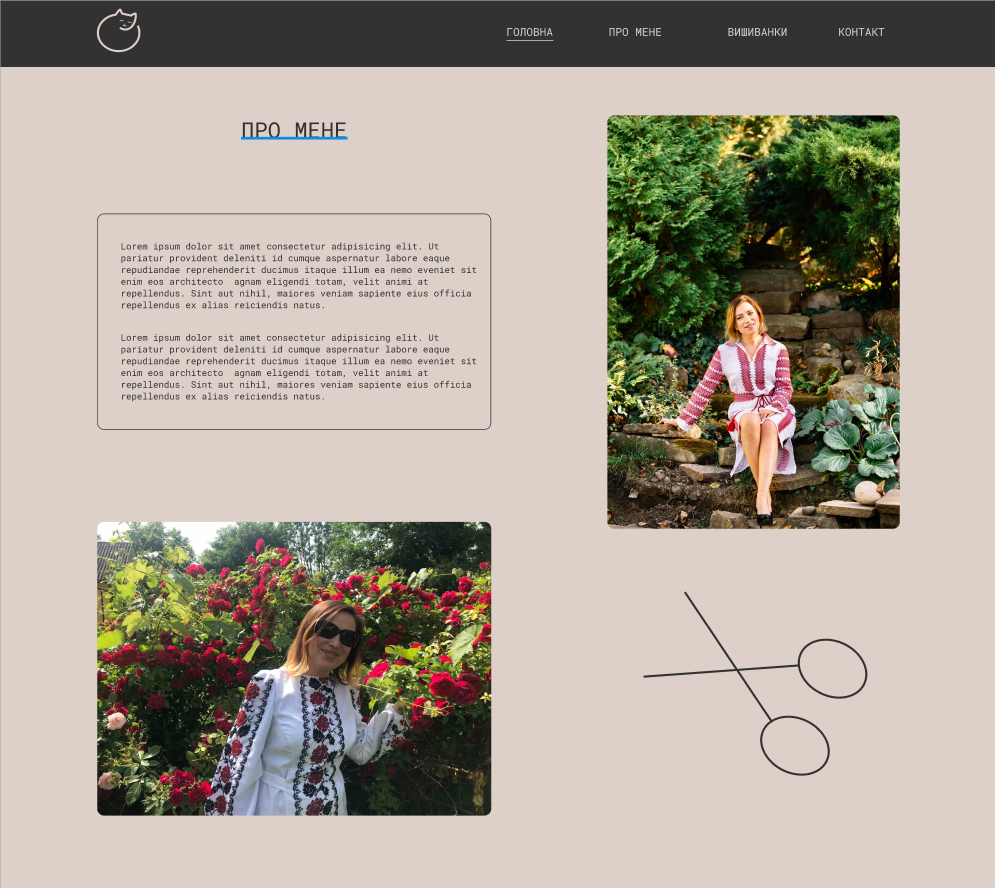 ГОЛОВНА ПРО МЕНЕ ВИШИВАНКИ КОНТАКТ
ПРО МЕНЕ
Lorem ipsum dolor sit amet consectetur adipisicing elit. Ut
pariatur provident deleniti id cumque aspernatur labore eaque
repudiandae reprehenderit ducimus itaque illum ea nemo eveniet sit
enim eos architecto  agnam eligendi totam, velit animi at
repellendus. Sint aut nihil, maiores veniam sapiente eius officia
repellendus ex alias reiciendis natus.
Lorem ipsum dolor sit amet consectetur adipisicing elit. Ut
pariatur provident deleniti id cumque aspernatur labore eaque
repudiandae reprehenderit ducimus itaque illum ea nemo eveniet sit
enim eos architecto  agnam eligendi totam, velit animi at
repellendus. Sint aut nihil, maiores veniam sapiente eius officia
repellendus ex alias reiciendis natus.